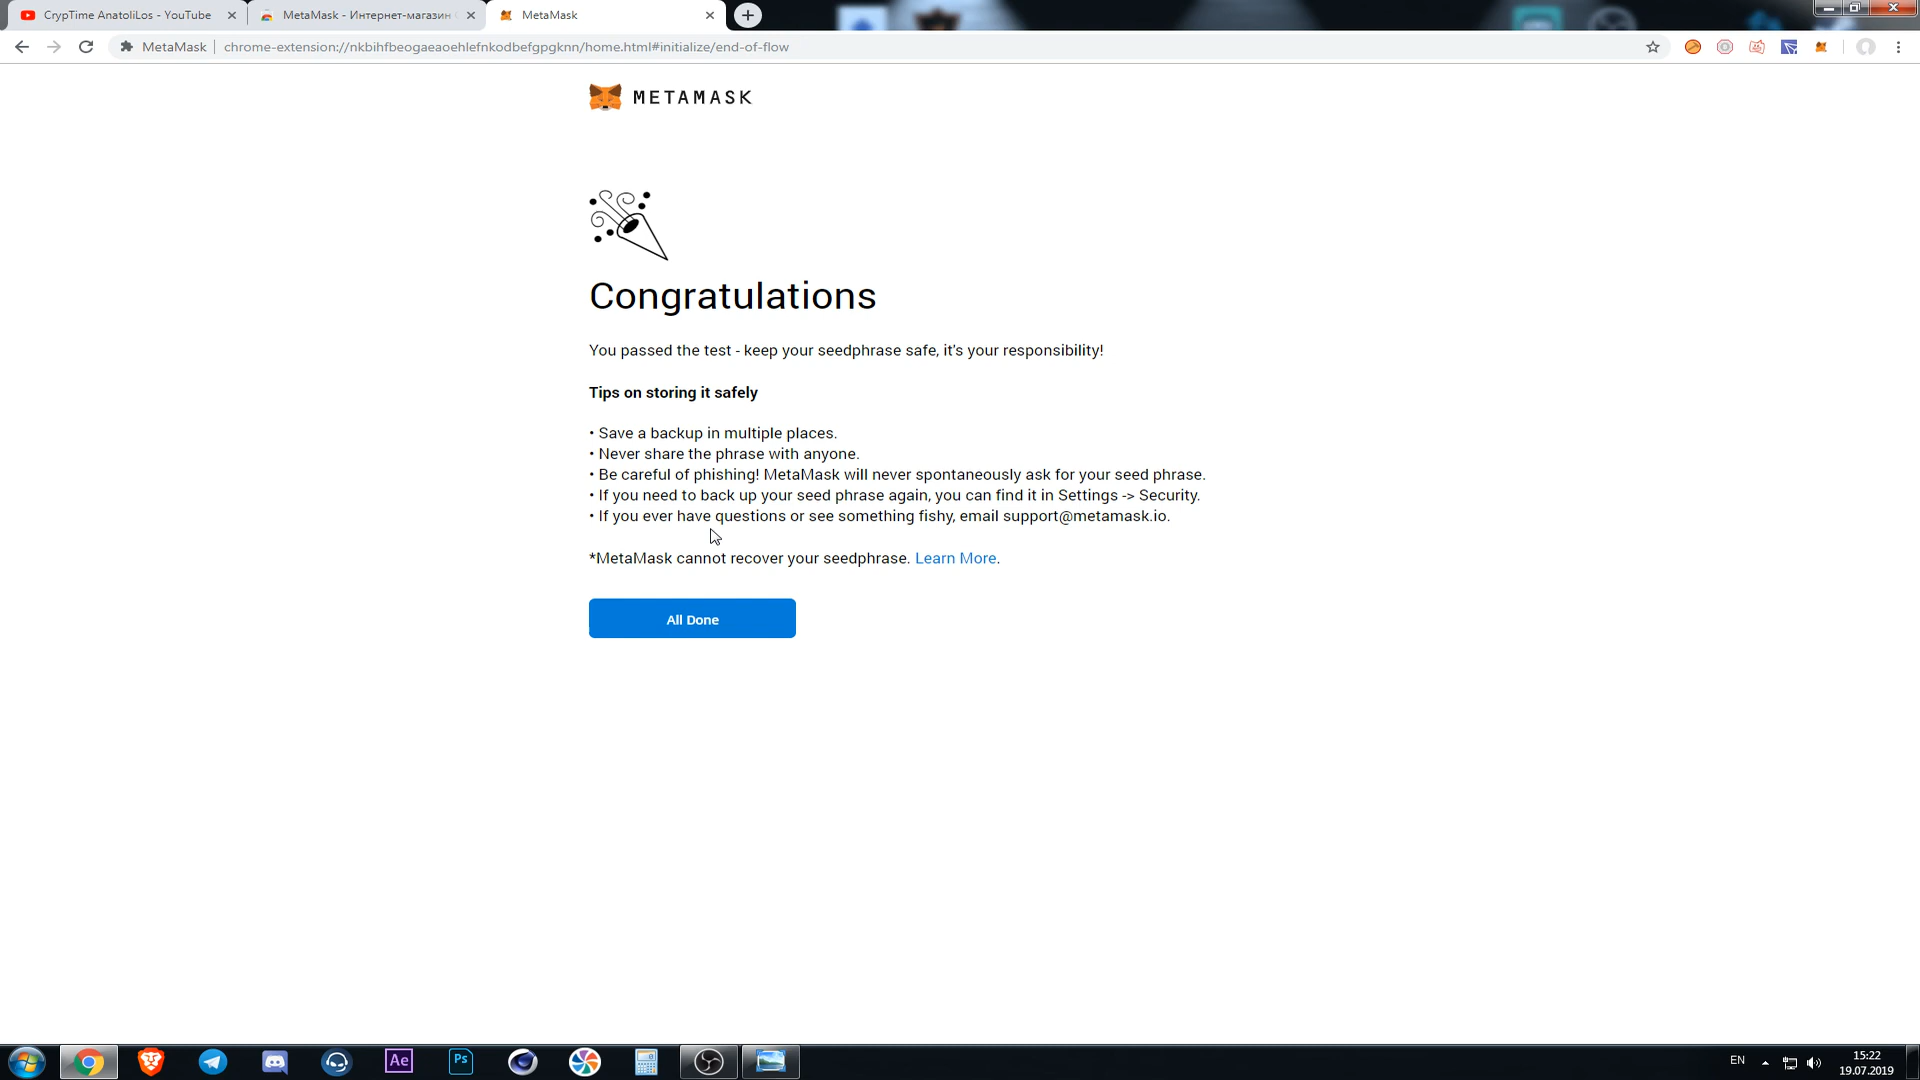 CrypTime AnatoliLos - YouTube
MetaMask - Интернет-магазин
MetaMask
MetaMask
chrome-extension://nkbihfbeogaeaoehlefnkodbefgpgknn/home.html#initialize/end-of-flow
METAMASK
Congratulations
You passed the test - keep your seedphrase safe, it's your responsibility!
Tips on storing it safely
• Save a backup in multiple places.
• Never share the phrase with anyone.
• Be careful of phishing! MetaMask will never spontaneously ask for your seed phrase.
• If you need to back up your seed phrase again, you can find it in Settings -> Security.
• If you ever have questions or see something fishy, email support@metamask.io.
*MetaMask cannot recover your seedphrase. Learn More.
All Done
Ae
Ps
EN
15:22
19.07.2019